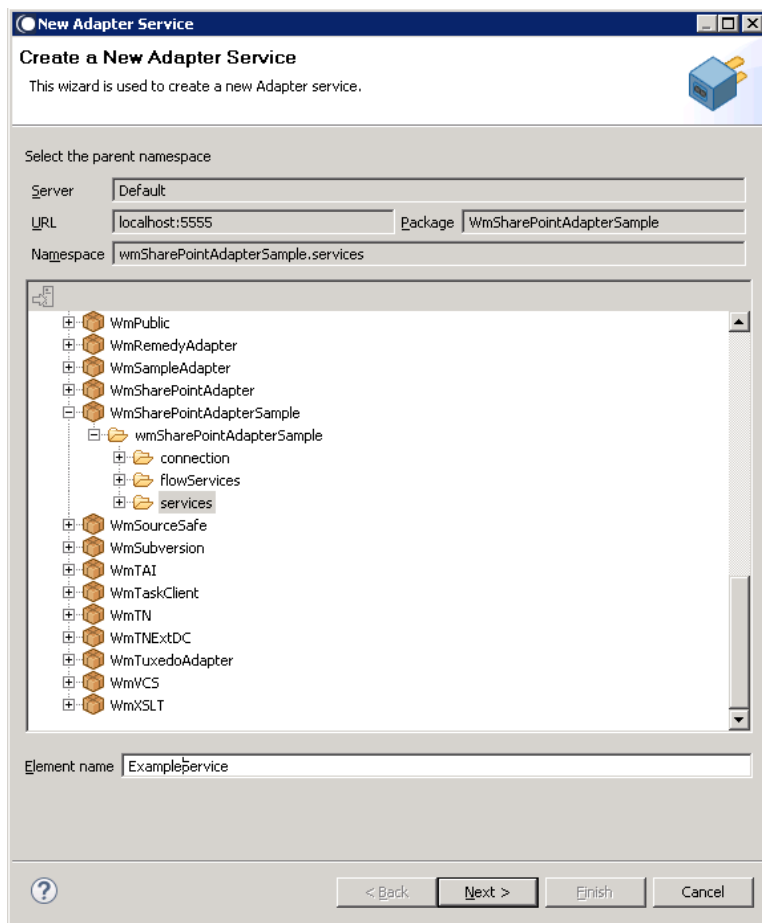 New Adapter Service
Create a New Adapter Service
This wizard is used to create a new Adapter service.
Select the parent namespace
Server Default
URL localhost:5555 Package WmSharePointAdapterSample
Namespace wmSharePointAdapterSample.services
WmPublic
WmRemedyAdapter
WmSampleAdapter
WmSharePointAdapter
WmSharePointAdapterSample
wmSharePointAdapterSample
connection
flowServices
services
WmSourceSafe
WmSubversion
WmTAI
WmTaskClient
WmTN
WmTNExtDC
WmTuxedoAdapter
WmVCS
WmXSLT
Element name ExampleService
? < Back Next > Finish Cancel